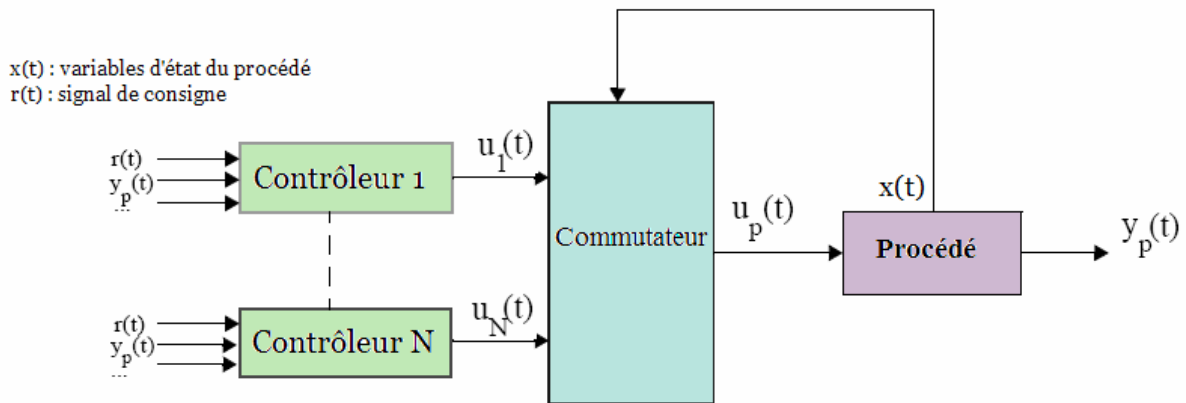 x(t) : variables d'état du procédé
r(t) : signal de consigne
r(t)
y_p(t)
...
Contrôleur 1
u_1(t)
Commutateur
u_p(t)
x(t)
Procédé
y_p(t)
r(t)
y_p(t)
...
Contrôleur N
u_N(t)